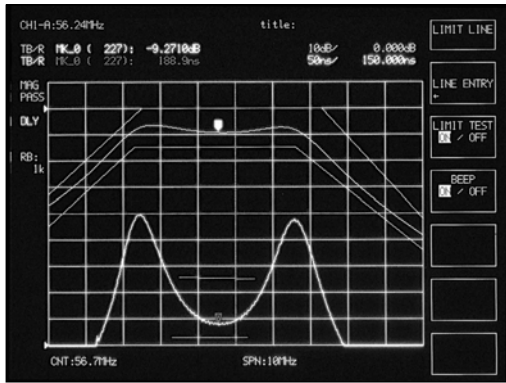 CH1-A:56.24MHz
title:
TB/R MK_0 ( 227): -9.2710dB 10dB/ 0.000dB
TB/R MK_0 ( 227): 188.9ns 50ns/ 150.000ns
MAG
PASS
DLY
RB:
1k
CNT:56.7MHz
SPN:10MHz
LIMIT LINE
LINE ENTRY
←
LIMIT TEST
ON / OFF
BEEP
ON / OFF